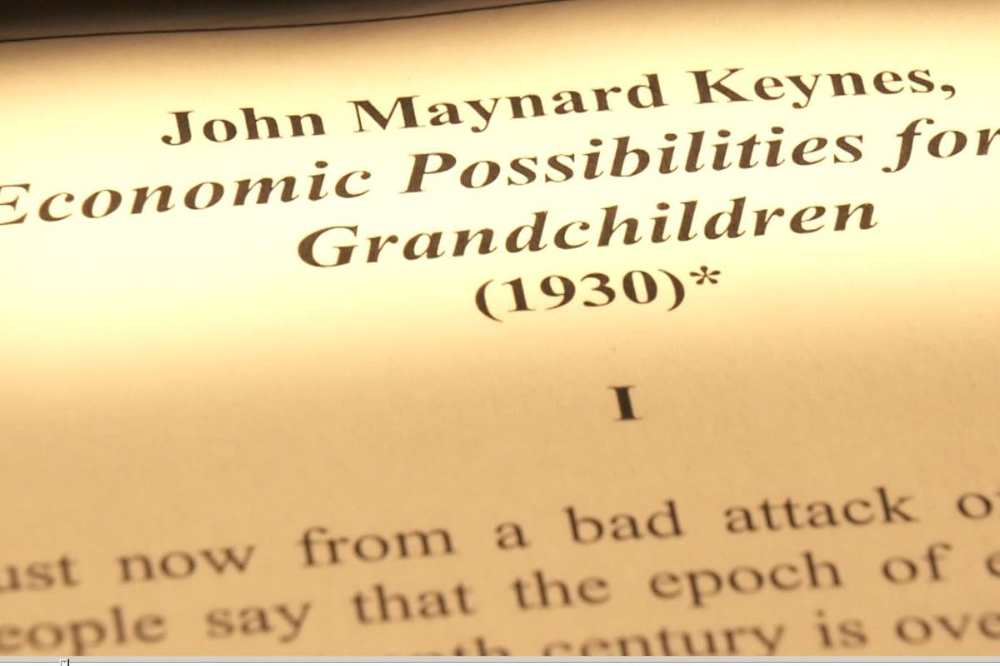 John Maynard Keynes,
Economic Possibilities for
Grandchildren
(1930)*
I
ust now from a bad attack o
eople say that the epoch of e
century is ove